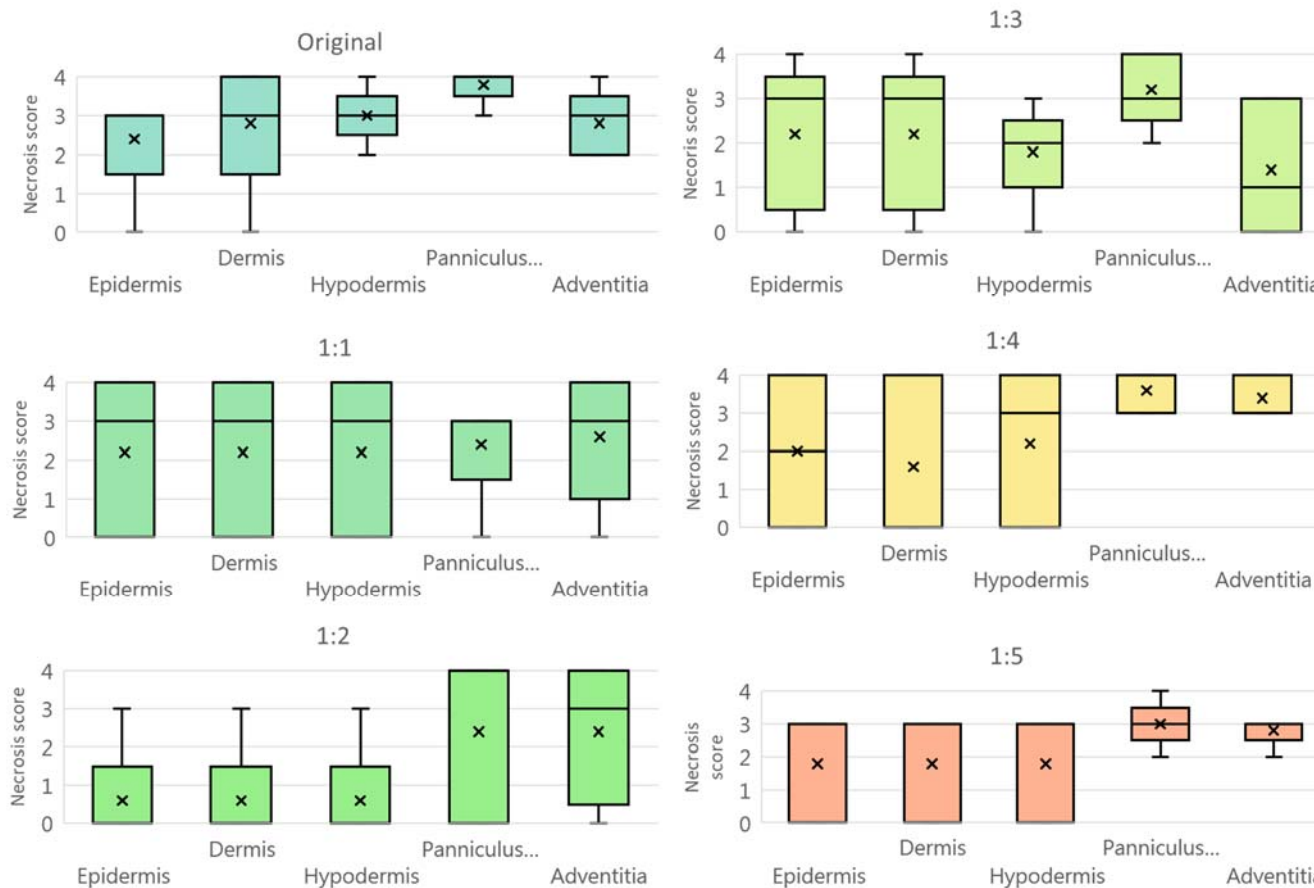 Original
Necrosis score
4
3
2
1
0
Epidermis
Dermis
Hypodermis
Panniculus...
Adventitia
1:3
Necoris score
4
3
2
1
0
Epidermis
Dermis
Hypodermis
Panniculus...
Adventitia
1:1
Necrosis score
4
3
2
1
0
Epidermis
Dermis
Hypodermis
Panniculus...
Adventitia
1:4
Necrosis score
4
3
2
1
0
Epidermis
Dermis
Hypodermis
Panniculus...
Adventitia
1:2
Necrosis score
4
3
2
1
0
Epidermis
Dermis
Hypodermis
Panniculus...
Adventitia
1:5
Necrosis
score
4
3
2
1
0
Epidermis
Dermis
Hypodermis
Panniculus...
Adventitia